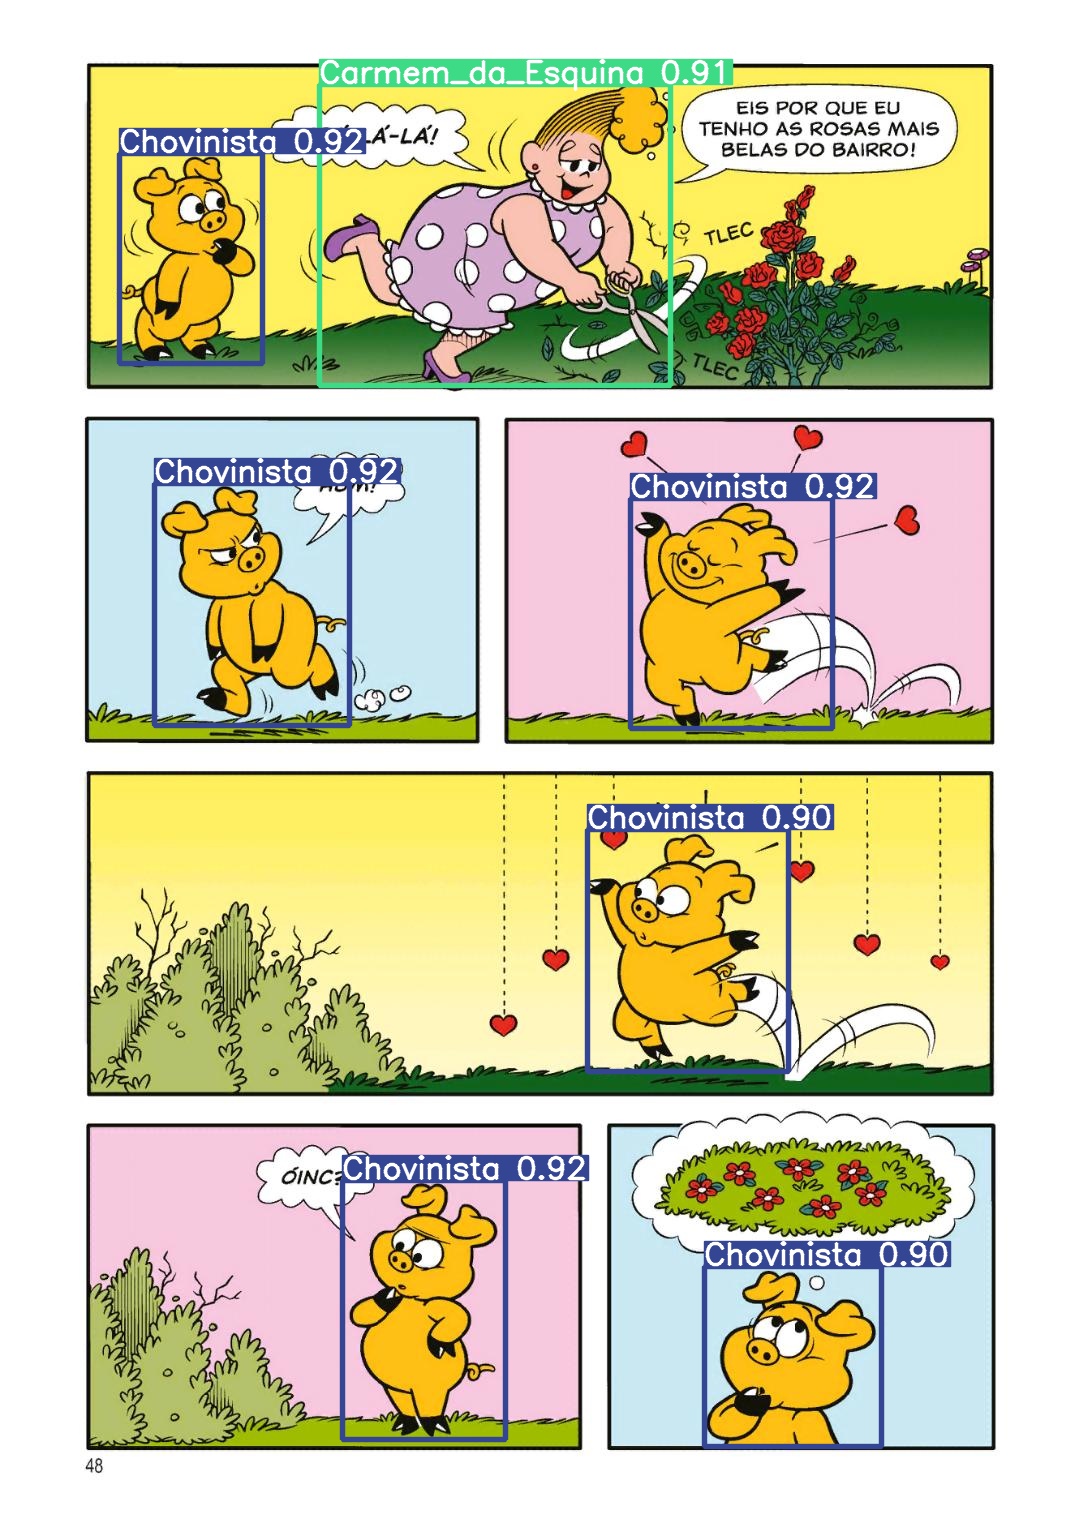 Carmem_da_Esquina 0.91
Chovinista 0.92
LÁ-LÁ!
EIS POR QUE EU
TENHO AS ROSAS MAIS
BELAS DO BAIRRO!
TLEC
TLEC
Chovinista 0.92
Chovinista 0.92
Chovinista 0.90
ÓINC?
Chovinista 0.92
Chovinista 0.90
48